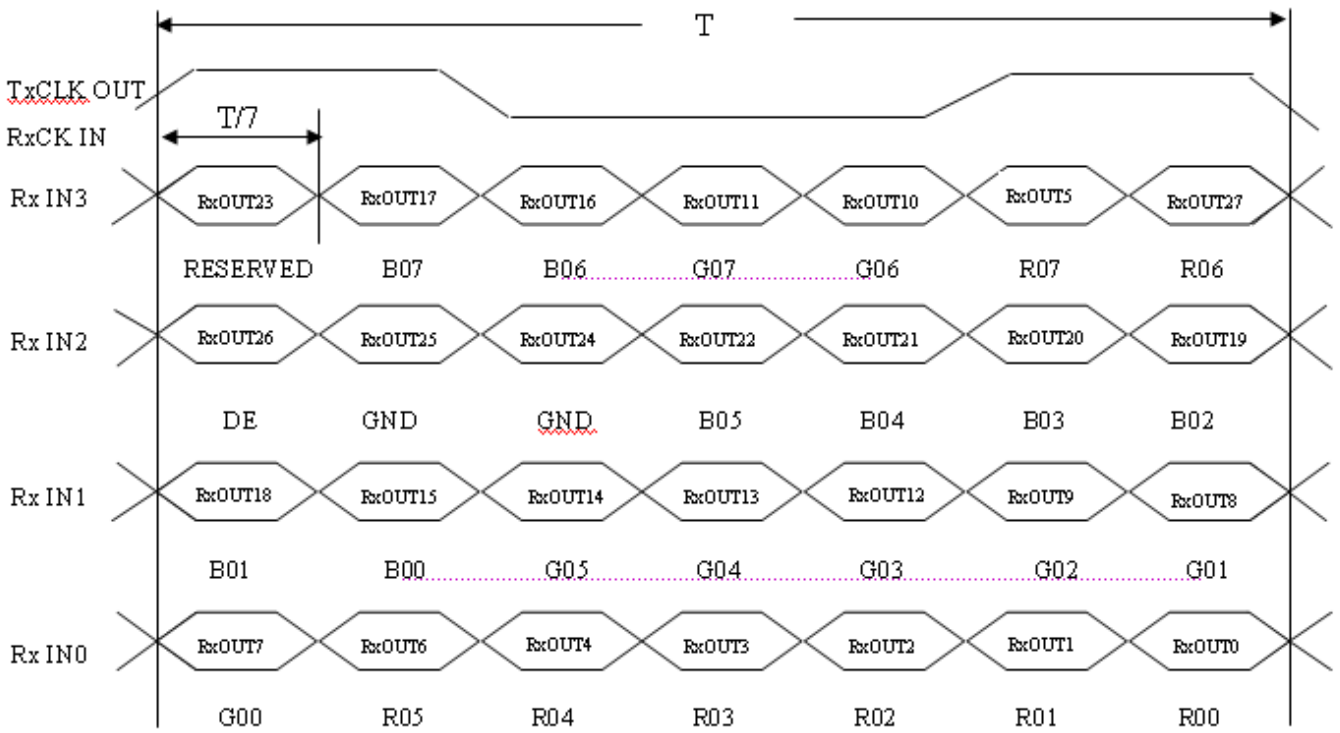 T
TxCLK OUT
T/7
RxCK IN
Rx IN3 RxOUT23 RxOUT17 RxOUT16 RxOUT11 RxOUT10 RxOUT5 RxOUT27
RESERVED B07 B06 G07 G06 R07 R06
Rx IN2 RxOUT26 RxOUT25 RxOUT24 RxOUT22 RxOUT21 RxOUT20 RxOUT19
DE GND GND B05 B04 B03 B02
Rx IN1 RxOUT18 RxOUT15 RxOUT14 RxOUT13 RxOUT12 RxOUT9 RxOUT8
B01 B00 G05 G04 G03 G02 G01
Rx IN0 RxOUT7 RxOUT6 RxOUT4 RxOUT3 RxOUT2 RxOUT1 RxOUT0
G00 R05 R04 R03 R02 R01 R00